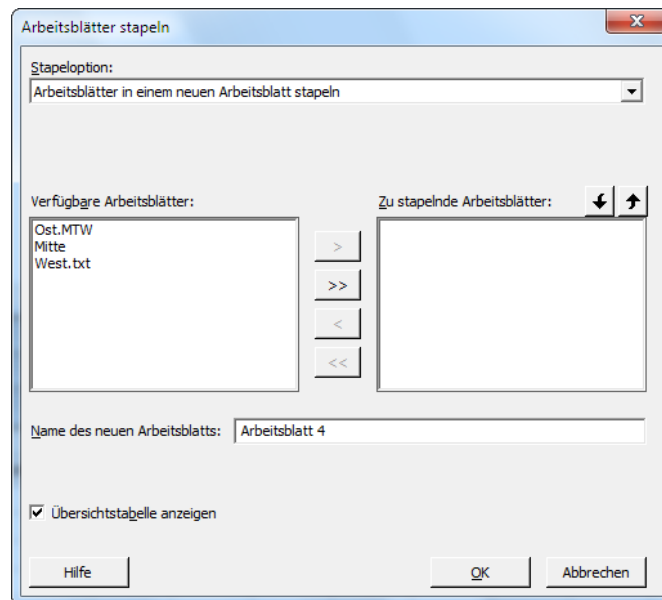 Arbeitsblätter stapeln
Stapeloption:
Arbeitsblätter in einem neuen Arbeitsblatt stapeln
Verfügbare Arbeitsblätter:
Zu stapelnde Arbeitsblätter:
Ost.MTW
Mitte
West.txt
>
>>
<
<<
Name des neuen Arbeitsblatts:
Arbeitsblatt 4
Übersichtstabelle anzeigen
Hilfe
OK
Abbrechen